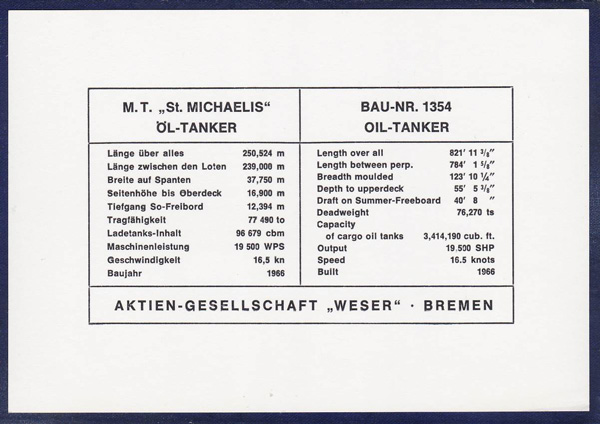 M. T. „St. MICHAELIS“
ÖL-TANKER
Länge über alles 250,524 m
Länge zwischen den Loten 239,000 m
Breite auf Spanten 37,750 m
Seitenhöhe bis Oberdeck 16,900 m
Tiefgang So-Freibord 12,394 m
Tragfähigkeit 77 490 to
Ladetanks-Inhalt 96 679 cbm
Maschinenleistung 19 500 WPS
Geschwindigkeit 16,5 kn
Baujahr 1966
BAU-NR. 1354
OIL-TANKER
Length over all 821′ 11 3/8″
Length between perp. 784′ 1 5/8″
Breadth moulded 123′ 10 1/4″
Depth to upperdeck 55′ 5 3/8″
Draft on Summer-Freeboard 40′ 8 ″
Deadweight 76,270 ts
Capacity
of cargo oil tanks 3,414,190 cub. ft.
Output 19.500 SHP
Speed 16.5 knots
Built 1966
AKTIEN-GESELLSCHAFT „WESER“ · BREMEN